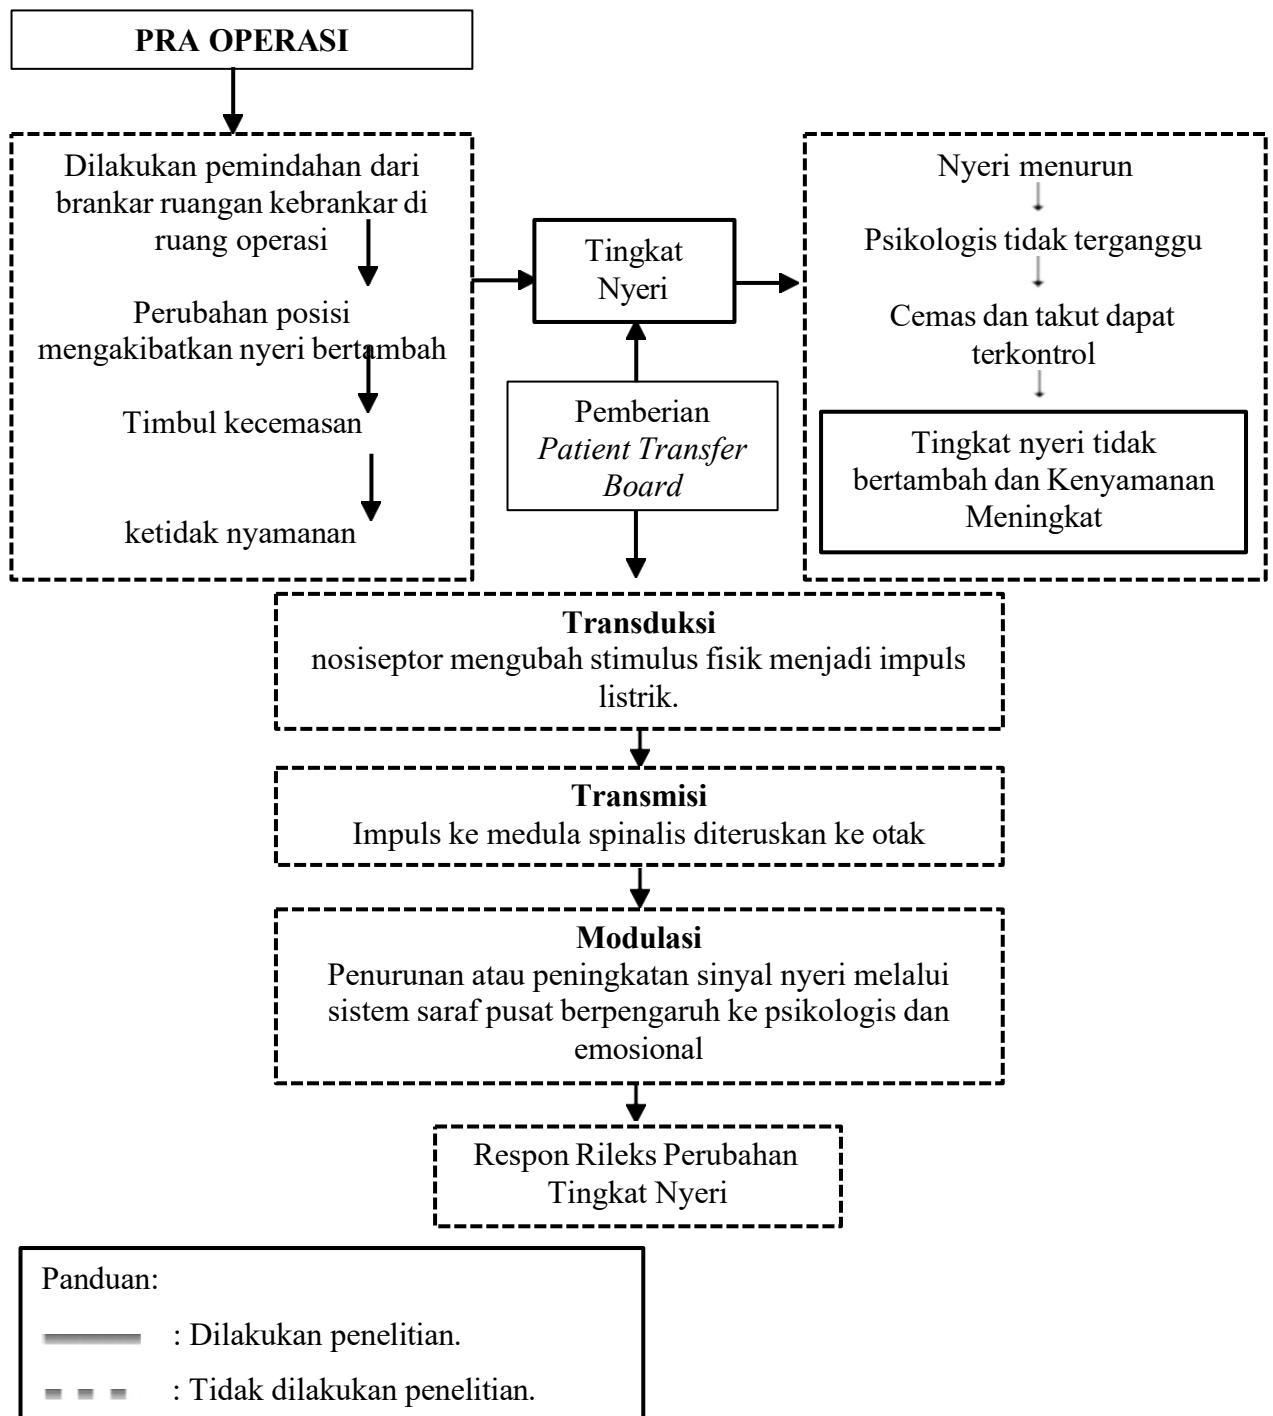 PRA OPERASI
Dilakukan pemindahan dari
brankar ruangan kebrankar di
ruang operasi
Perubahan posisi
mengakibatkan nyeri bertambah
Timbul kecemasan
ketidak nyamanan
Tingkat
Nyeri
Pemberian
Patient Transfer
Board
Nyeri menurun
Psikologis tidak terganggu
Cemas dan takut dapat
terkontrol
Tingkat nyeri tidak
bertambah dan Kenyamanan
Meningkat
Transduksi
nosiseptor mengubah stimulus fisik menjadi impuls
listrik.
Transmisi
Impuls ke medula spinalis diteruskan ke otak
Modulasi
Penurunan atau peningkatan sinyal nyeri melalui
sistem saraf pusat berpengaruh ke psikologis dan
emosional
Respon Rileks Perubahan
Tingkat Nyeri
Panduan:
: Dilakukan penelitian.
: Tidak dilakukan penelitian.